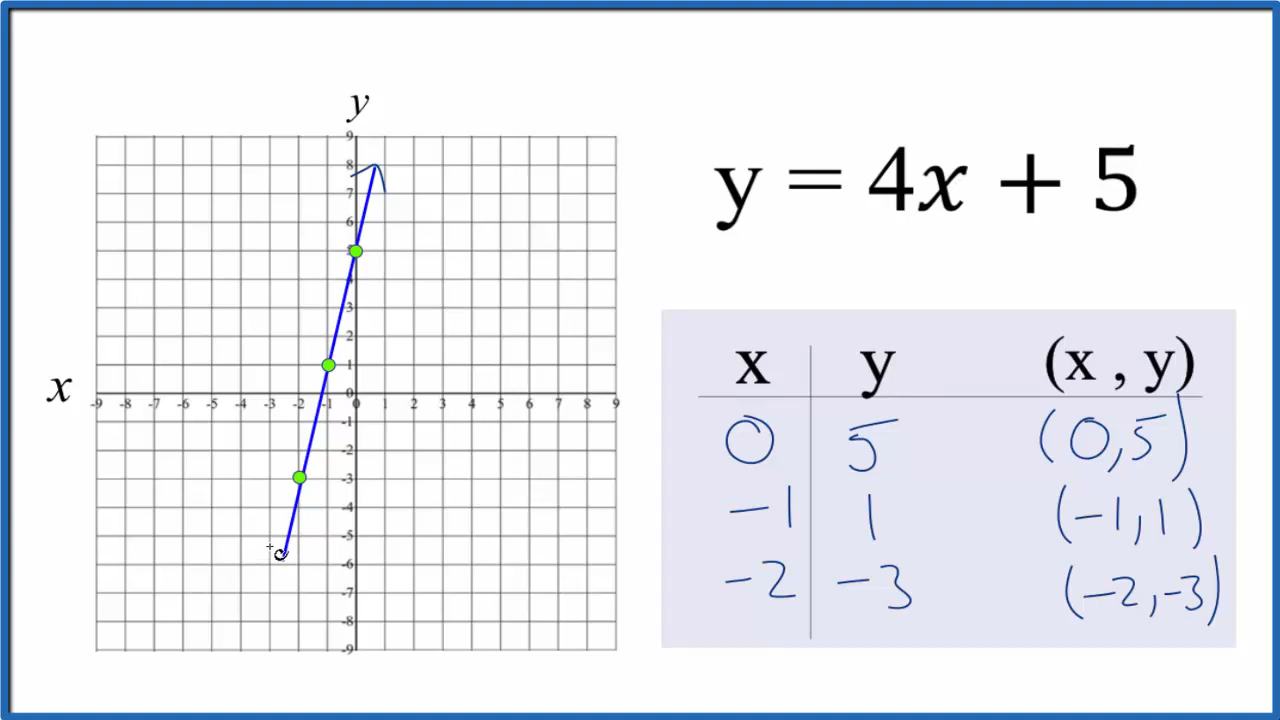 y
9
8
7
6
5
4
3
2
1
0
x
-9 -8 -7 -6 -5 -4 -3 -2 -1 0 1 2 3 4 5 6 7 8 9
-1
-2
-3
-4
-5
-6
-7
-8
-9
y = 4x + 5
x y (x , y)
0 5 (0,5)
-1 1 (-1,1)
-2 -3 (-2,-3)